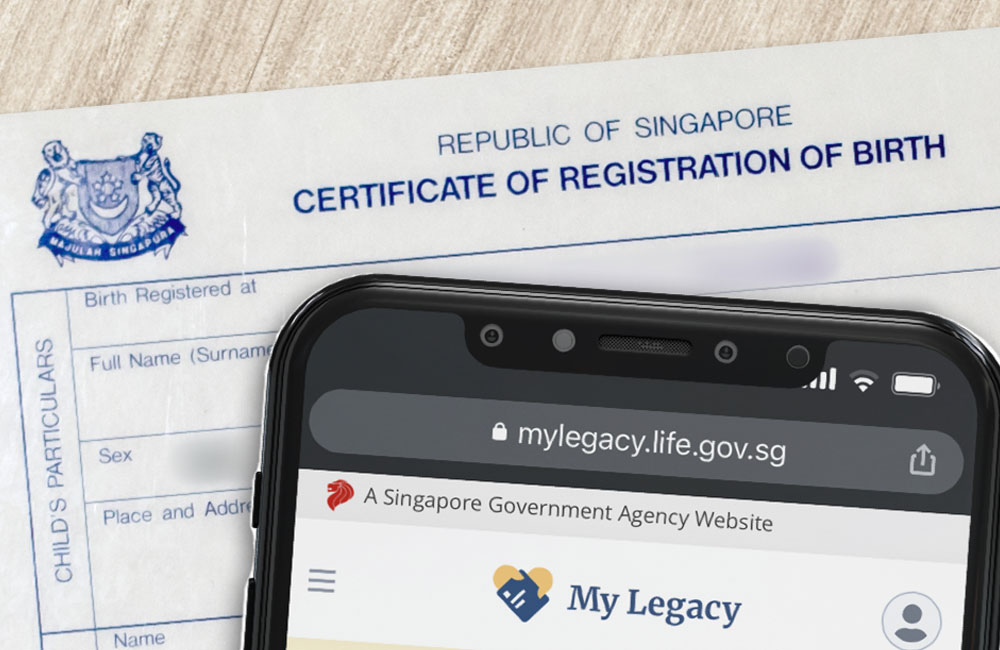 REPUBLIC OF SINGAPORE
CERTIFICATE OF REGISTRATION OF BIRTH
MAJULAH SINGAPURA
Birth Registered at
Full Name (Surname
CHILD'S PARTICULARS
Sex
Place and Addre
Name
mylegacy.life.gov.sg
A Singapore Government Agency Website
My Legacy